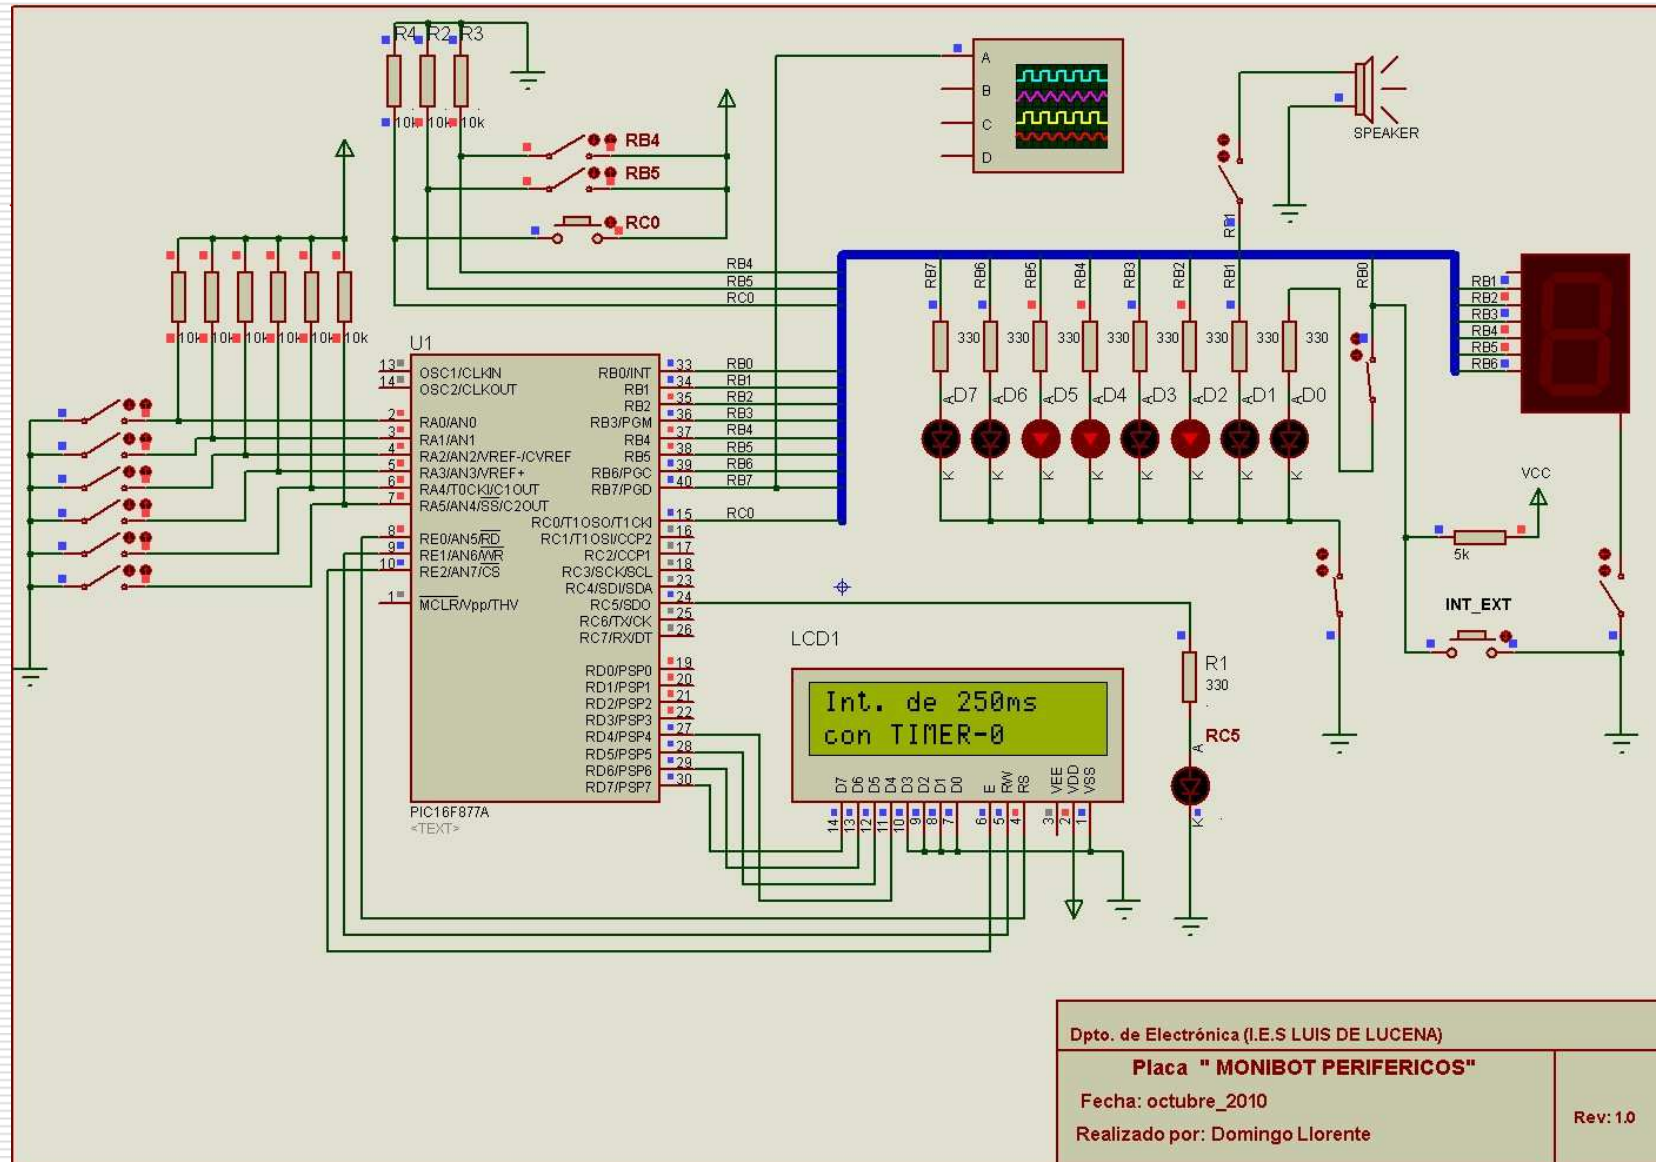 R4 R2 R3
10k 10k 10k
RB4
RB5
RC0
A
B
C
D
SPEAKER
RB1
RB4
RB5
RC0
RB7 RB6 RB5 RB4 RB3 RB2 RB1 RB0
330 330 330 330 330 330 330 330
RB1
RB2
RB3
RB4
RB5
RB6
10k 10k 10k 10k 10k 10k
A D7 A D6 A D5 A D4 A D3 A D2 A D1 A D0
K K K K K K K K
U1
13 OSC1/CLKIN
14 OSC2/CLKOUT
2 RA0/AN0
3 RA1/AN1
4 RA2/AN2/VREF-/CVREF
5 RA3/AN3/VREF+
6 RA4/T0CKI/C1OUT
7 RA5/AN4/SS/C2OUT
8 RE0/AN5/RD
9 RE1/AN6/WR
10 RE2/AN7/CS
1 MCLR/Vpp/THV
RB0/INT 33 RB0
RB1 34 RB1
RB2 35 RB2
RB3/PGM 36 RB3
RB4 37 RB4
RB5 38 RB5
RB6/PGC 39 RB6
RB7/PGD 40 RB7
RC0/T1OSO/T1CKI 15 RC0
RC1/T1OSI/CCP2 16
RC2/CCP1 17
RC3/SCK/SCL 18
RC4/SDI/SDA 23
RC5/SDO 24
RC6/TX/CK 25
RC7/RX/DT 26
RD0/PSP0 19
RD1/PSP1 20
RD2/PSP2 21
RD3/PSP3 22
RD4/PSP4 27
RD5/PSP5 28
RD6/PSP6 29
RD7/PSP7 30
PIC16F877A
<TEXT>
VCC
5k
INT_EXT
LCD1
Int. de 250ms
con TIMER-0
D7 D6 D5 D4 D3 D2 D1 D0 E RW RS VEE VDD VSS
14 13 12 11 10 9 8 7 6 5 4 3 2 1
R1
330
RC5
A
K
Dpto. de Electrónica (I.E.S LUIS DE LUCENA)
Placa " MONIBOT PERIFERICOS"
Fecha: octubre_2010
Realizado por: Domingo Llorente
Rev: 1.0